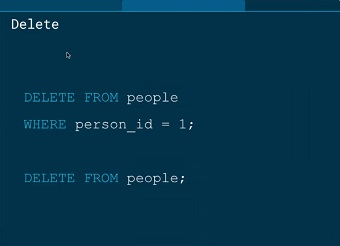 Delete
DELETE FROM people
WHERE person_id = 1;
DELETE FROM people;